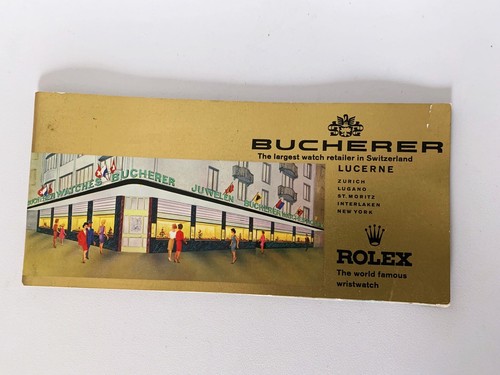 BUCHERER
The largest watch retailer in Switzerland
LUCERNE
ZURICH
LUGANO
ST. MORITZ
INTERLAKEN
NEW YORK
WATCHES BUCHERER JUWELEN BUCHERER
ROLEX
The world famous
wristwatch